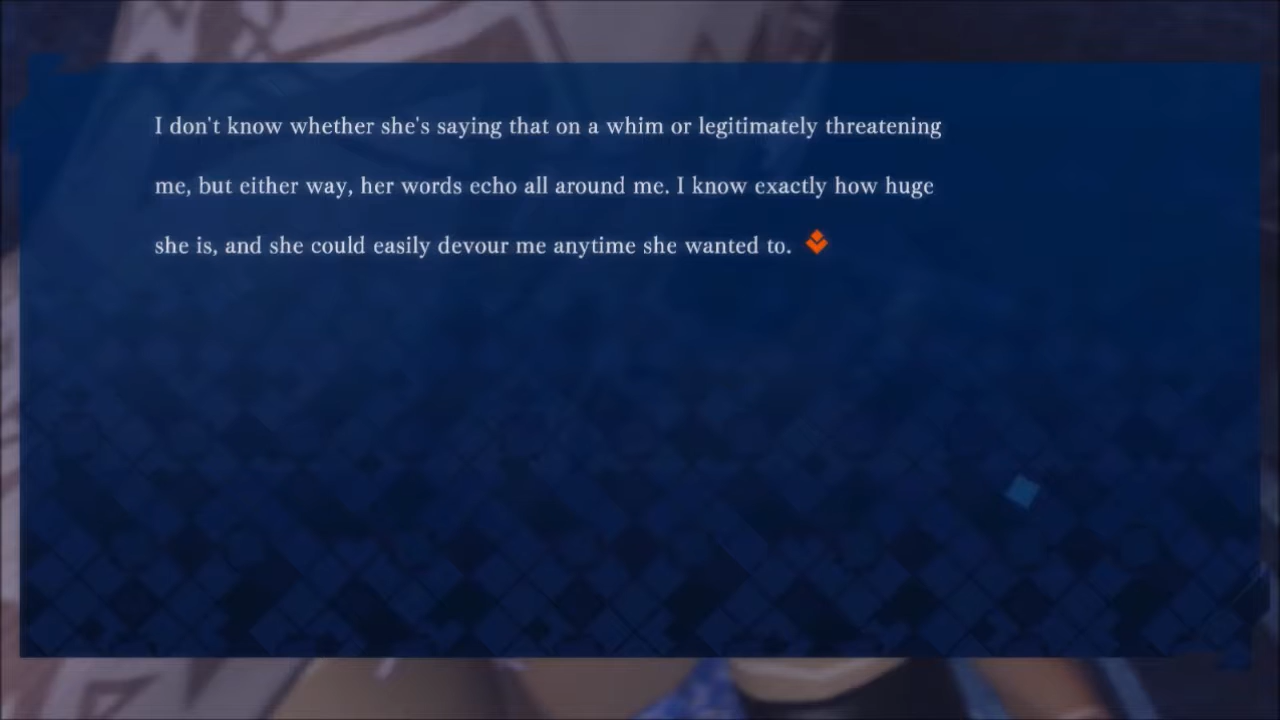 I don't know whether she's saying that on a whim or legitimately threatening
me, but either way, her words echo all around me. I know exactly how huge
she is, and she could easily devour me anytime she wanted to.